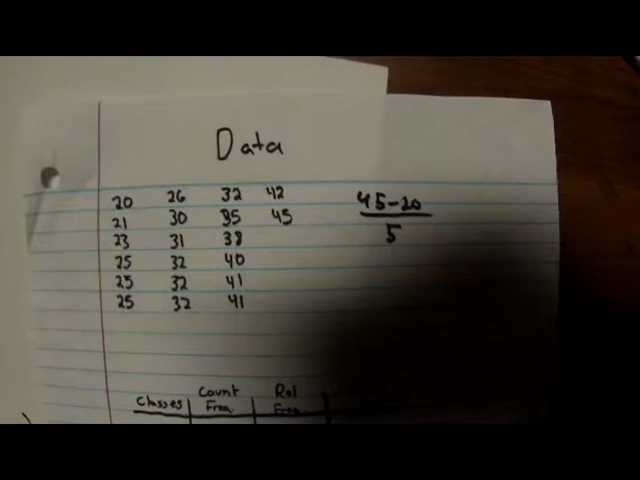 Data
20 26 32 42
21 30 35 45
23 31 38
25 32 40
25 32 41
25 32 41
45-20
5
Count Rel
Classes Freq. Freq.